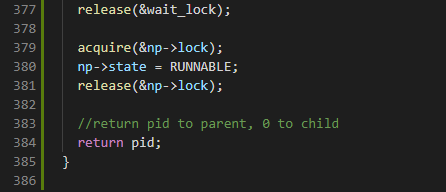 377 release(&wait_lock);
378
379 acquire(&np->lock);
380 np->state = RUNNABLE;
381 release(&np->lock);
382
383 //return pid to parent, 0 to child
384 return pid;
385 }
386